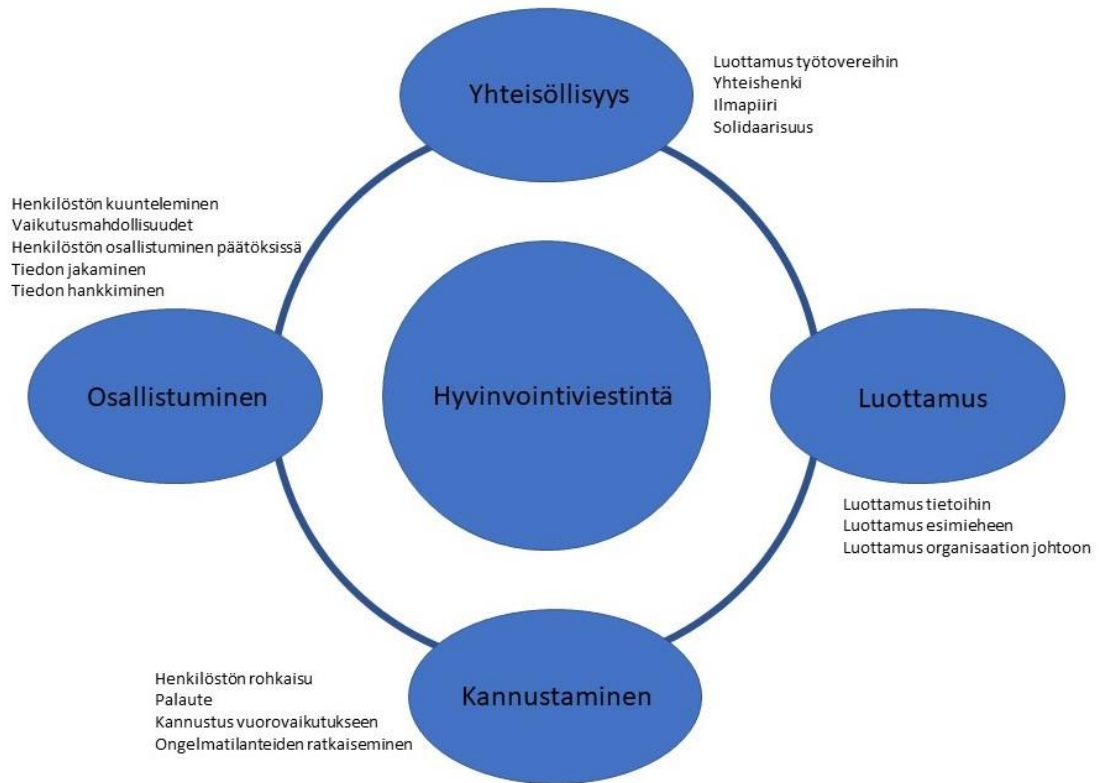 Yhteisöllisyys
Luottamus työtovereihin
Yhteishenki
Ilmapiiri
Solidaarisuus
Henkilöstön kuunteleminen
Vaikutusmahdollisuudet
Henkilöstön osallistuminen päätöksissä
Tiedon jakaminen
Tiedon hankkiminen
Osallistuminen
Hyvinvointiviestintä
Luottamus
Luottamus tietoihin
Luottamus esimieheen
Luottamus organisaation johtoon
Kannustaminen
Henkilöstön rohkaisu
Palaute
Kannustus vuorovaikutukseen
Ongelmatilanteiden ratkaiseminen